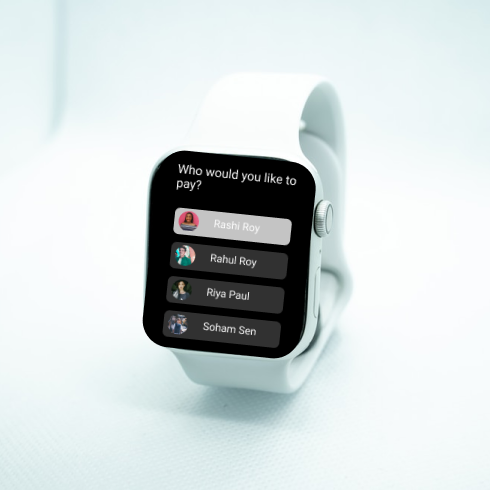 Who would you like to
pay?
Rashi Roy
Rahul Roy
Riya Paul
Soham Sen